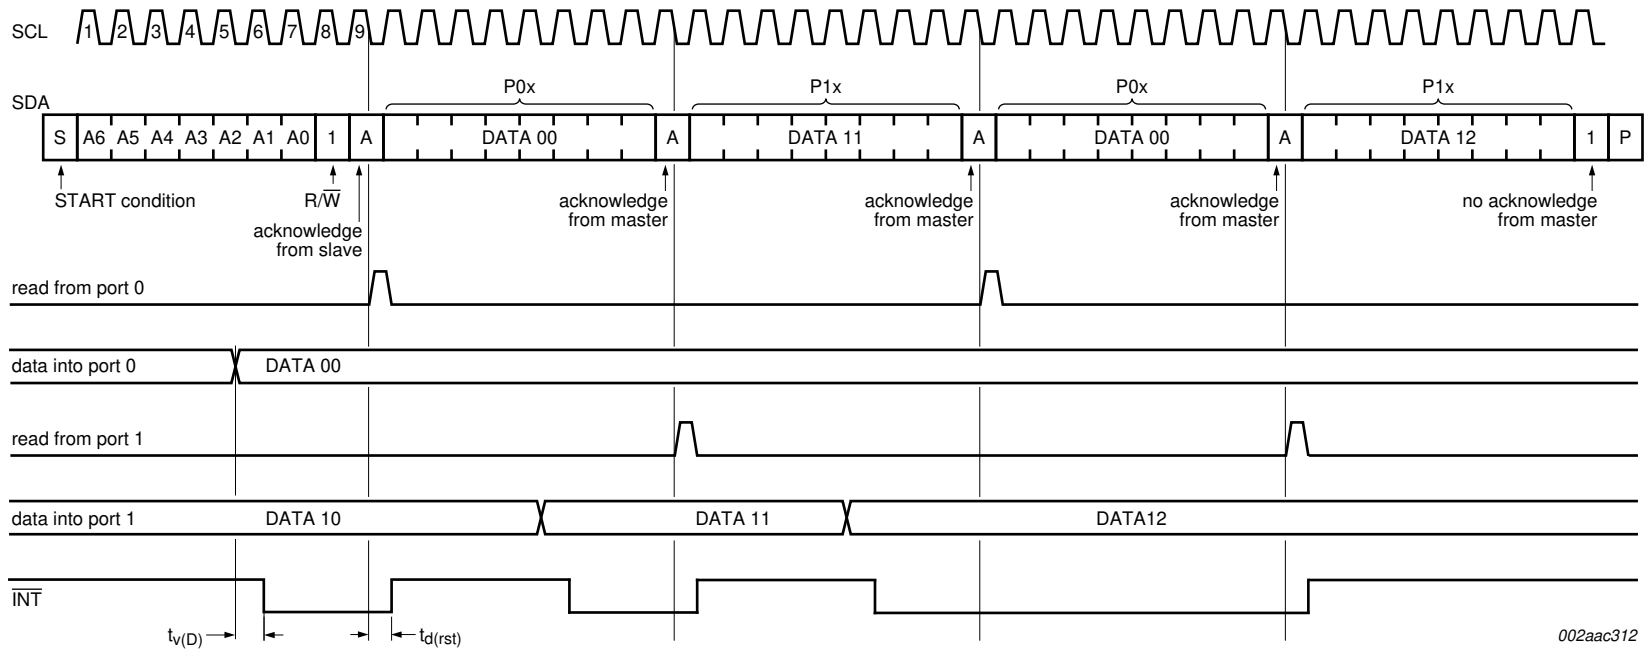 SCL 1 2 3 4 5 6 7 8 9
P0x P1x P0x P1x
SDA
S A6 A5 A4 A3 A2 A1 A0 1 A DATA 00 A DATA 11 A DATA 00 A DATA 12 1 P
START condition R/W̅ acknowledge from master acknowledge from master acknowledge from master no acknowledge from master
acknowledge
from slave
read from port 0
data into port 0 DATA 00
read from port 1
data into port 1 DATA 10 DATA 11 DATA12
I̅N̅T̅
tv(D) td(rst) 002aac312